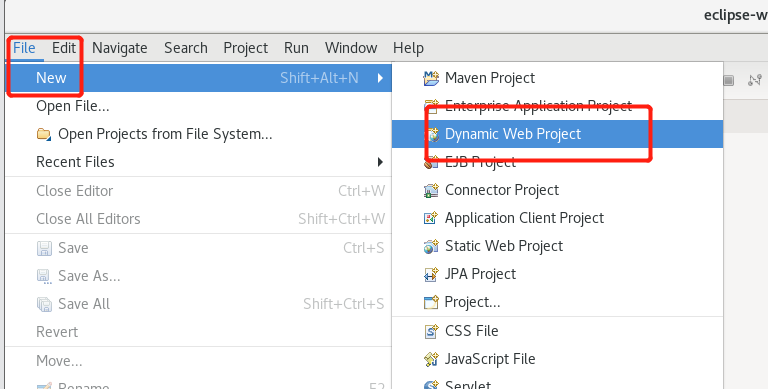 eclipse-w
File Edit Navigate Search Project Run Window Help
New Shift+Alt+N
Open File...
Open Projects from File System...
Recent Files
Close Editor Ctrl+W
Close All Editors Shift+Ctrl+W
Save Ctrl+S
Save As...
Save All Shift+Ctrl+S
Revert
Move...
Rename... F2
Maven Project
Enterprise Application Project
Dynamic Web Project
EJB Project
Connector Project
Application Client Project
Static Web Project
JPA Project
Project...
CSS File
JavaScript File
Servlet